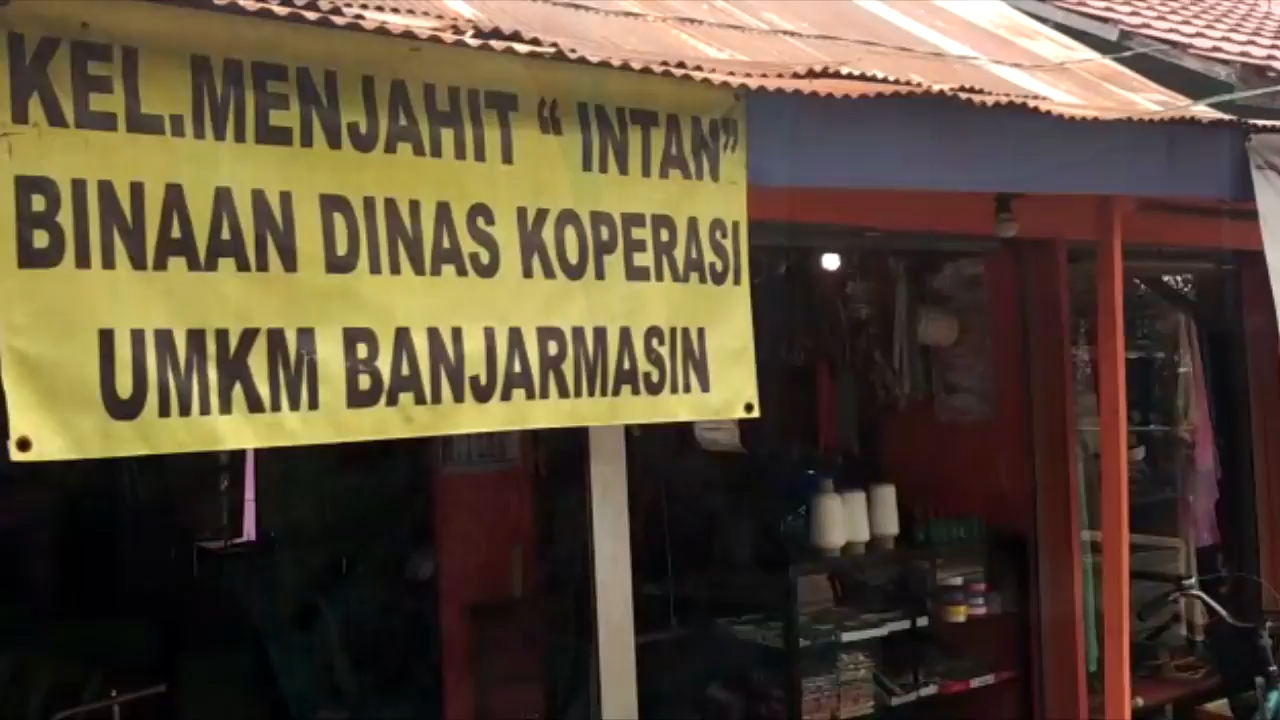 KEL.MENJAHIT “ INTAN”
BINAAN DINAS KOPERASI
UMKM BANJARMASIN